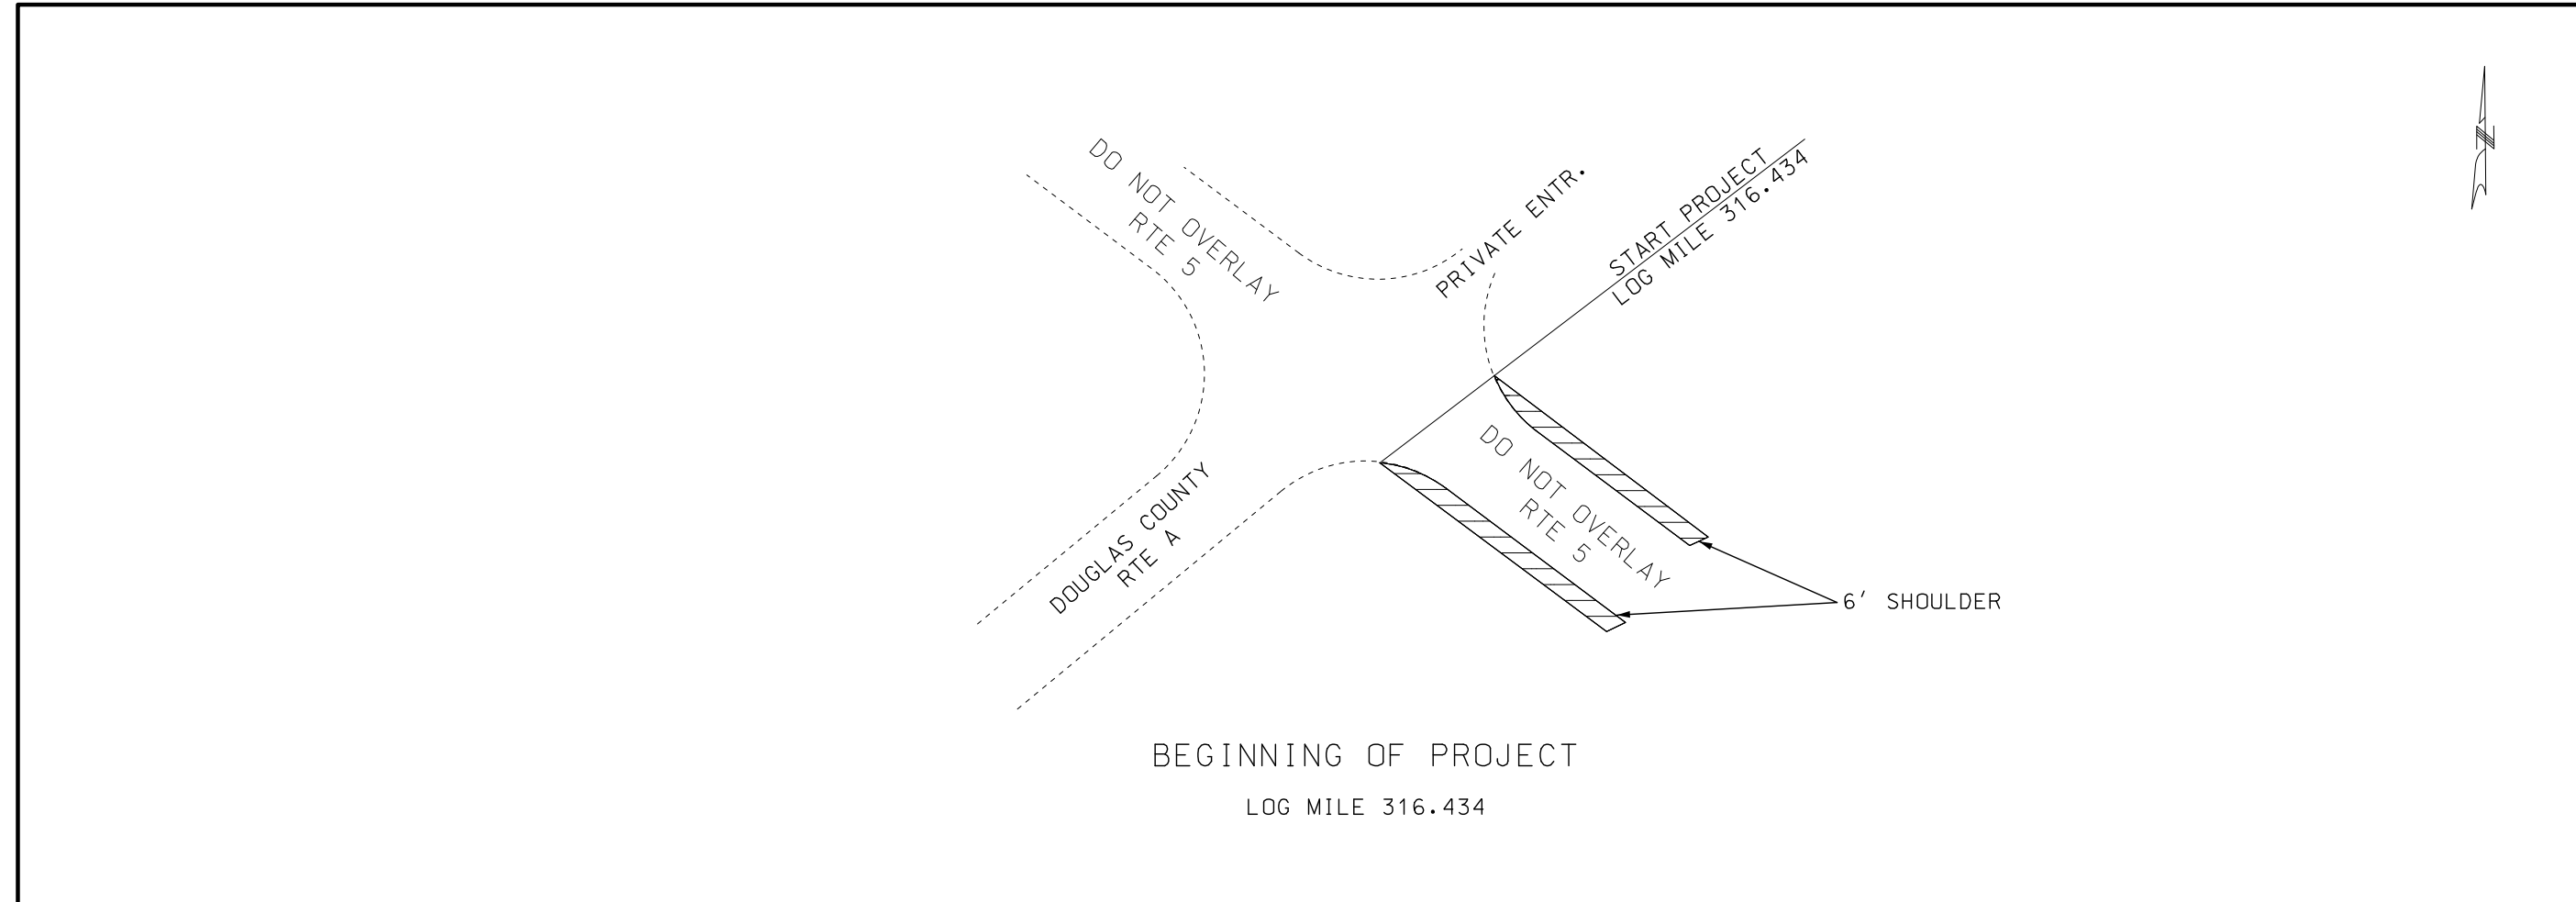 DO NOT OVERLAY
RTE 5
PRIVATE ENTR.
START PROJECT
LOG MILE 316.434
N
DOUGLAS COUNTY
RTE A
DO NOT OVERLAY
RTE 5
6' SHOULDER
BEGINNING OF PROJECT
LOG MILE 316.434